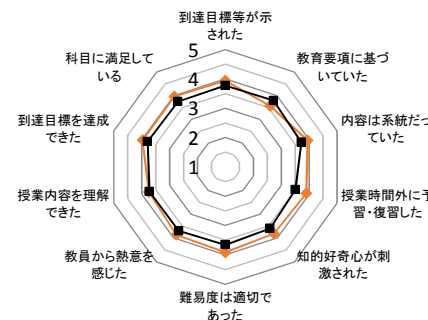 到達目標等が示
された
教育要項に基づ
いていた
内容は系統だっ
ていた
授業時間外に予
習・復習した
知的好奇心が刺
激された
難易度は適切で
あった
教員から熱意を
感じた
授業内容を理解
できた
到達目標を達成
できた
科目に満足して
いる
5
4
3
2
1